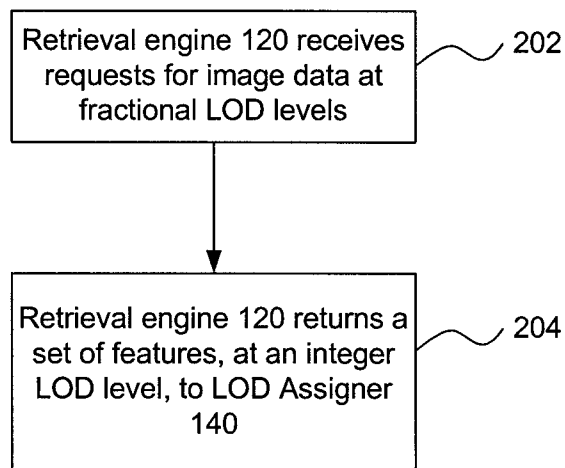 Retrieval engine 120 receives
requests for image data at
fractional LOD levels
202
Retrieval engine 120 returns a
set of features, at an integer
LOD level, to LOD Assigner
140
204